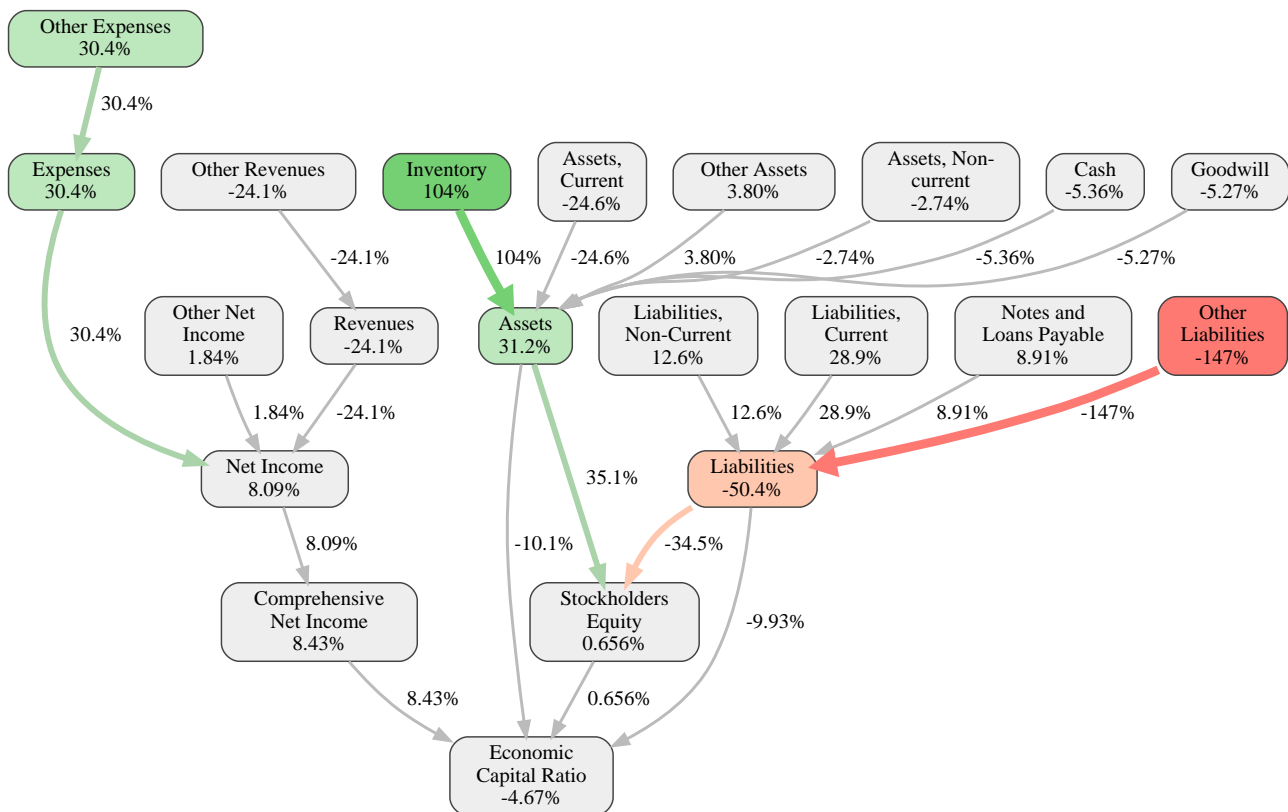 Other Expenses
30.4%
30.4%
Expenses
30.4%
Other Revenues
-24.1%
Inventory
104%
Assets,
Current
-24.6%
Other Assets
3.80%
Assets, Non-
current
-2.74%
Cash
-5.36%
Goodwill
-5.27%
-24.1%
104%
-24.6%
3.80%
-2.74%
-5.36%
-5.27%
30.4%
Other Net
Income
1.84%
Revenues
-24.1%
Assets
31.2%
Liabilities,
Non-Current
12.6%
Liabilities,
Current
28.9%
Notes and
Loans Payable
8.91%
Other
Liabilities
-147%
1.84%
-24.1%
12.6%
28.9%
8.91%
-147%
Net Income
8.09%
35.1%
Liabilities
-50.4%
8.09%
-10.1%
-34.5%
Comprehensive
Net Income
8.43%
Stockholders
Equity
0.656%
-9.93%
8.43%
0.656%
Economic
Capital Ratio
-4.67%